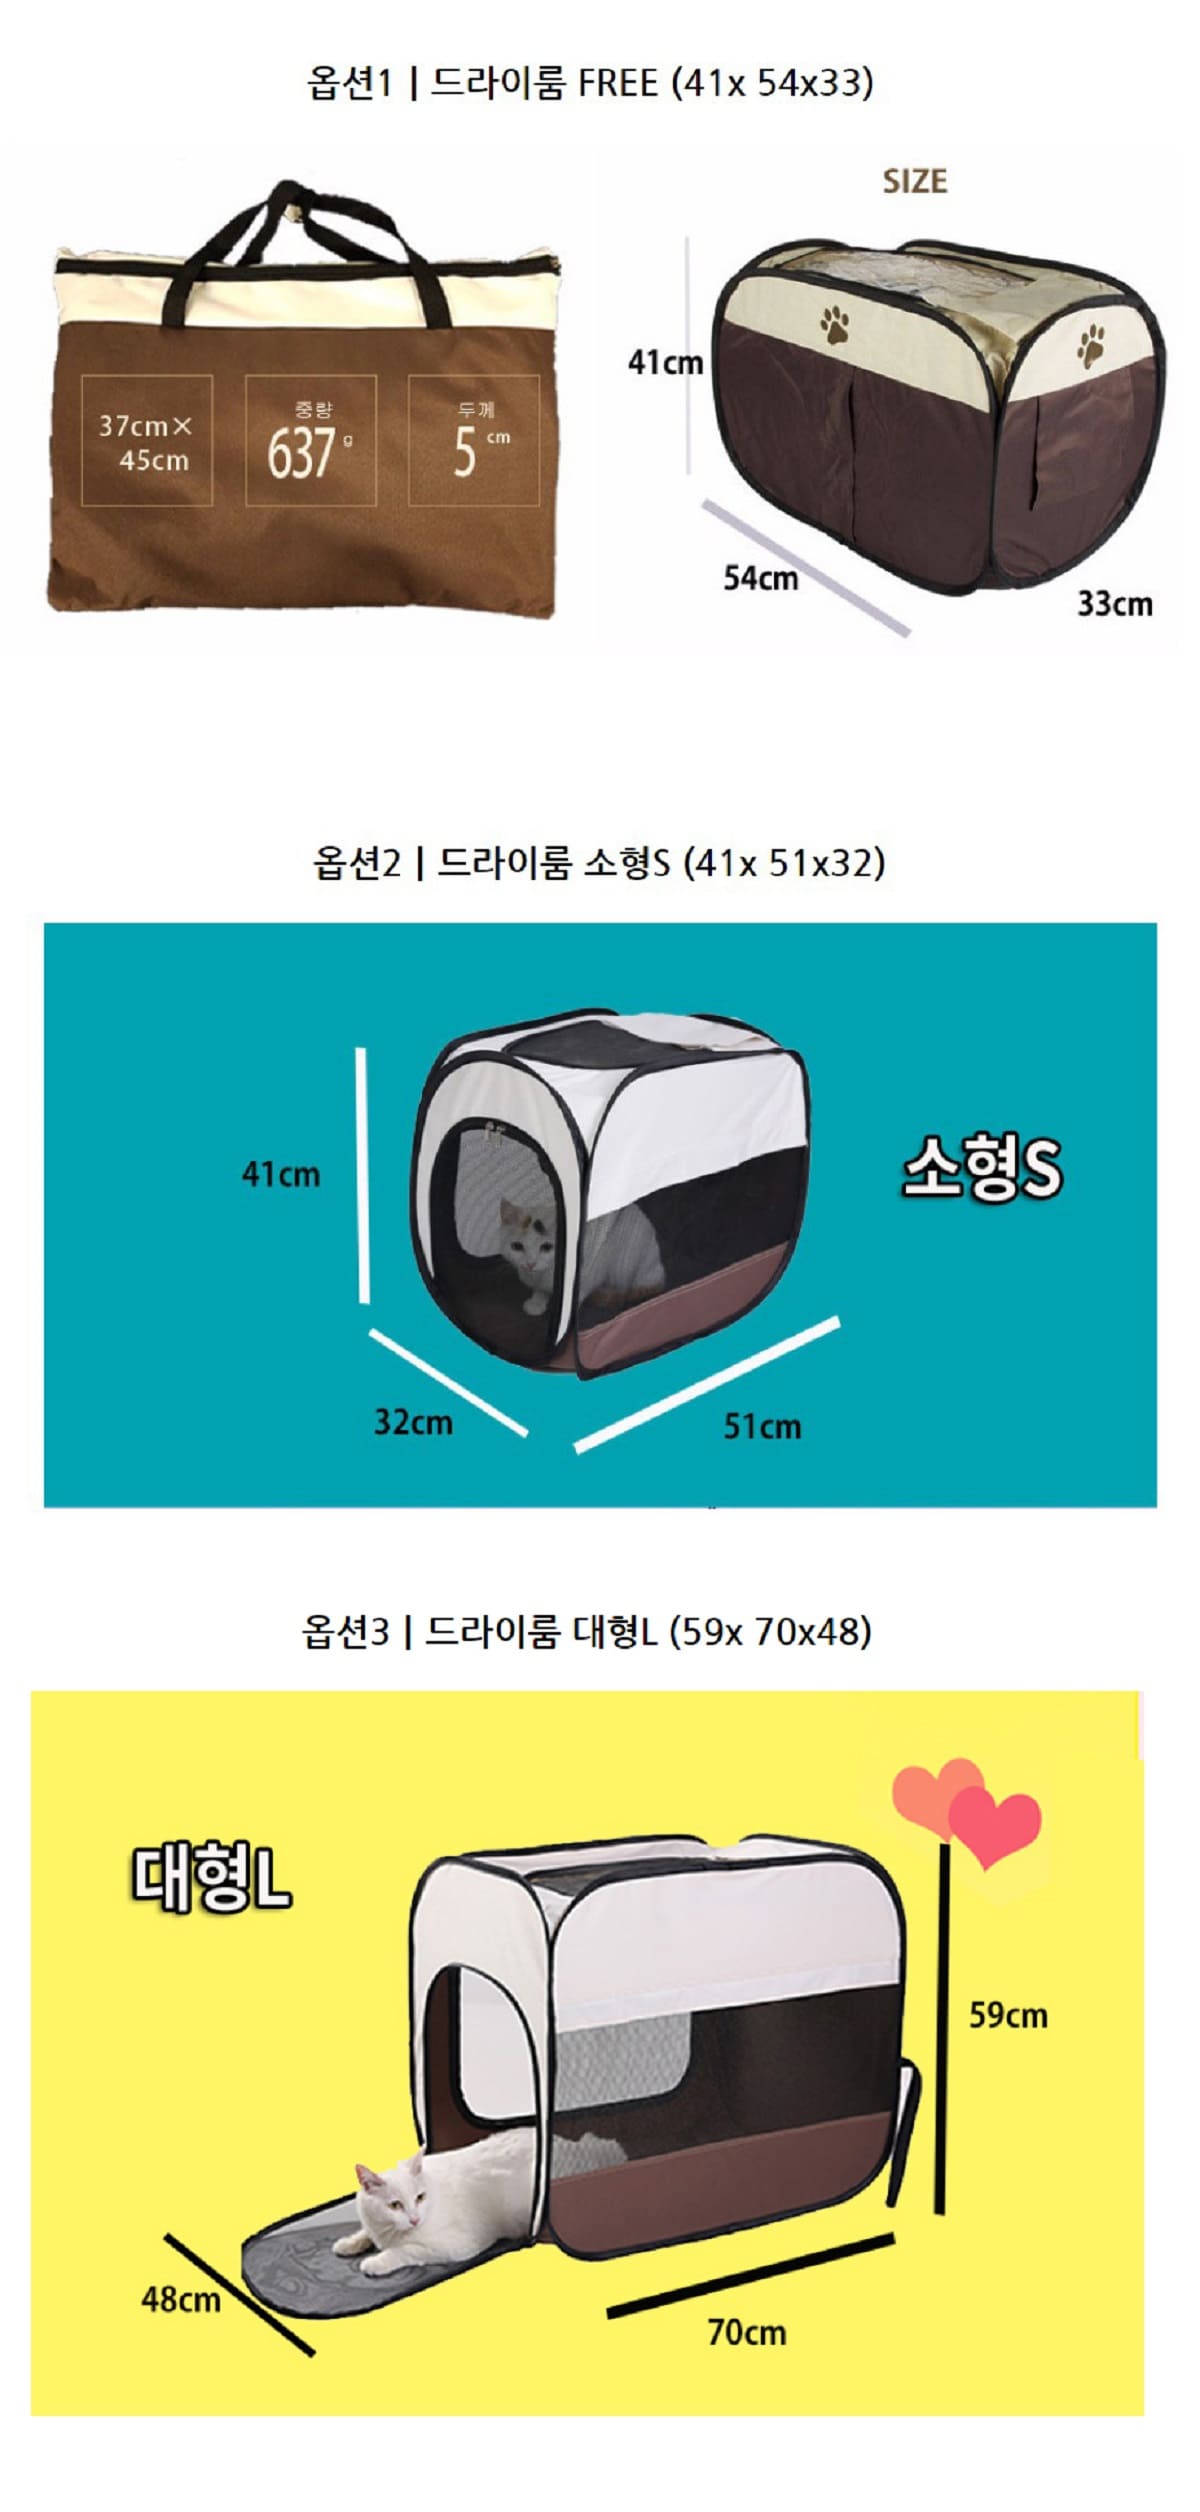 옵션1 | 드라이룸 FREE (41x 54x33)
SIZE
37cm×
45cm
중량
637 g
두께
5 cm
41cm
54cm
33cm
옵션2 | 드라이룸 소형S (41x 51x32)
41cm
소형S
32cm
51cm
옵션3 | 드라이룸 대형L (59x 70x48)
대형L
59cm
48cm
70cm